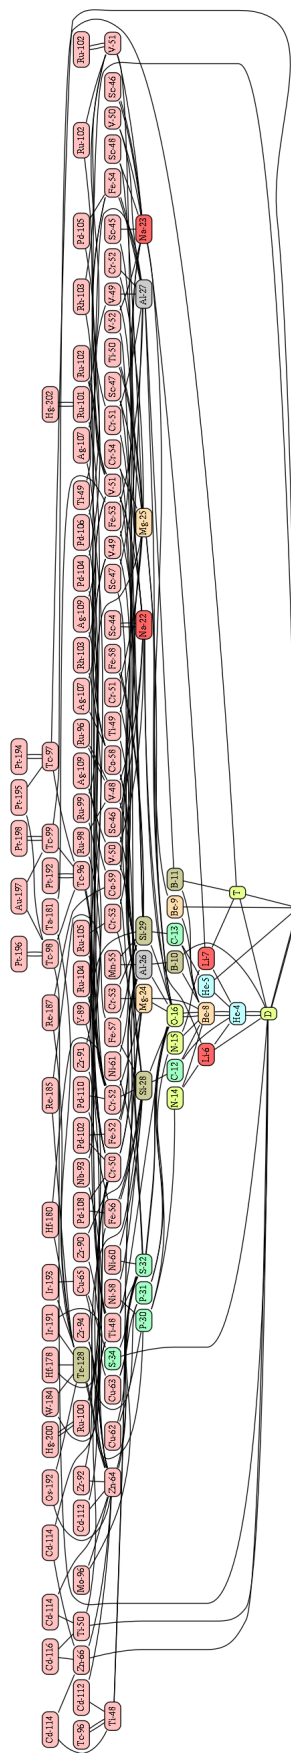 Cd-114
Pt-196
Au-197
Pt-198
Pt-195
Pt-194
Cd-116
Cd-114
Cd-114
Os-192
Hg-200
W-184
Hf-178
Ir-191
Ir-193
Hf-180
Re-185
Re-187
Tc-98
Ta-181
Pt-192
Tc-99
Tc-97
Hg-202
Tc-96
Cd-112
Zn-66
Ti-50
Mo-96
Cd-112
Zr-92
Ru-100
Te-128
Zr-94
Cu-65
Zr-90
Pd-108
Nb-93
Pd-102
Pd-110
Zr-91
Y-89
Ru-104
Ru-105
Tc-96
Ru-98
Ru-99
Ag-109
Ru-96
Ag-107
Rh-103
Ag-109
Pd-104
Pd-106
Ti-49
Ag-107
Ru-101
Ru-102
Rh-103
Pd-105
Ru-102
Ru-102
Ti-48
Zn-64
Cu-62
Cu-63
S-34
Ti-48
Ni-58
Ni-60
Fe-56
Cr-50
Fe-52
Cr-52
Ni-61
Fe-57
Cr-53
Mn-55
Cr-53
Co-59
V-50
Sc-46
V-48
Co-58
Ti-49
Cr-51
Fe-58
Sc-44
Sc-47
V-49
Fe-53
V-51
Cr-54
Cr-51
Sc-47
Ti-50
V-52
V-49
Cr-52
Sc-45
Fe-54
Sc-48
V-50
Sc-46
V-51
P-30
P-31
S-32
Si-28
Mg-24
Al-26
Si-29
Na-22
Mg-25
Al-27
Na-23
N-14
C-12
N-15
O-16
B-10
C-13
Be-9
B-11
Li-6
Be-8
He-5
Li-7
He-4
T
D